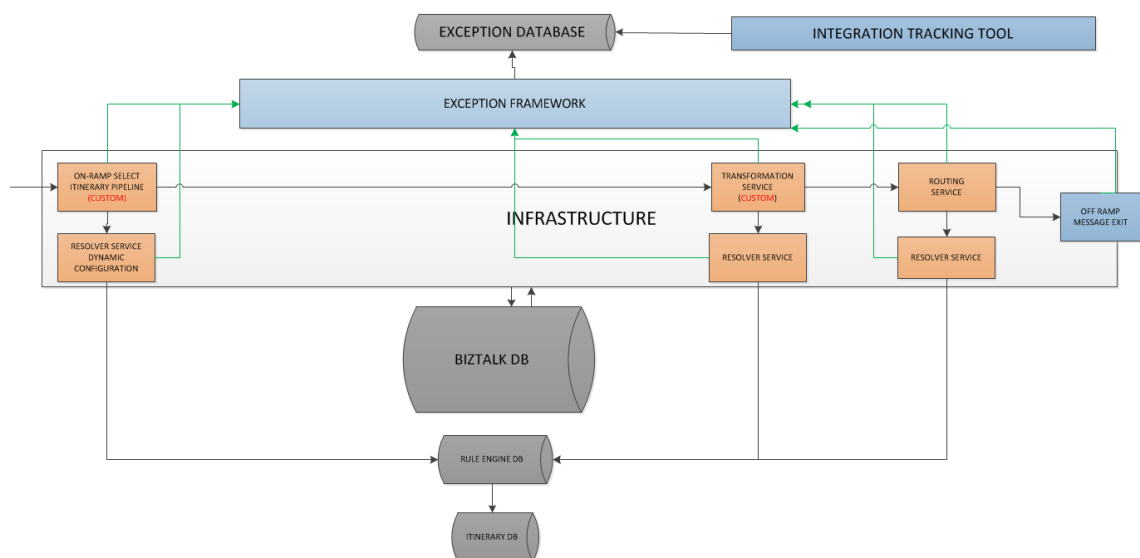 EXCEPTION DATABASE
INTEGRATION TRACKING TOOL
EXCEPTION FRAMEWORK
ON-RAMP SELECT
ITINERARY PIPELINE
(CUSTOM)
TRANSFORMATION
SERVICE
(CUSTOM)
ROUTING
SERVICE
INFRASTRUCTURE
OFF RAMP
MESSAGE EXIT
RESOLVER SERVICE
DYNAMIC
CONFIGURATION
RESOLVER SERVICE
RESOLVER SERVICE
BIZTALK DB
RULE ENGINE DB
ITINERARY DB